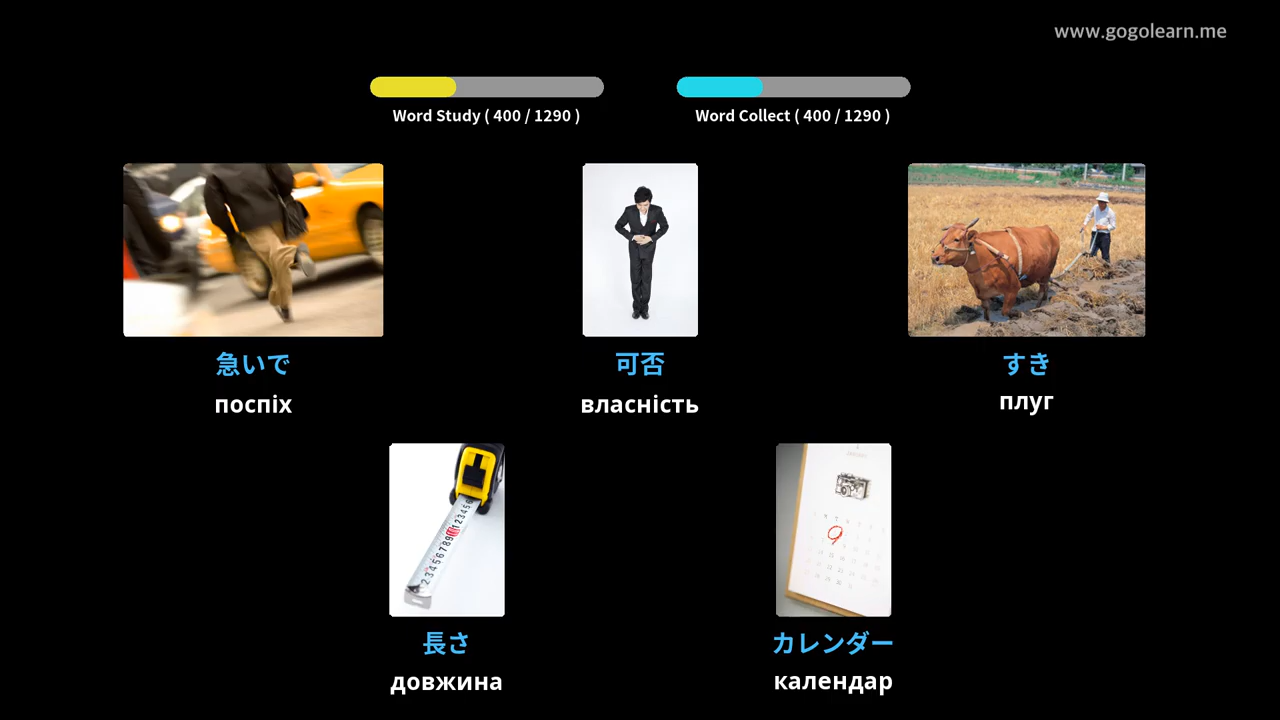 www.gogolearn.me
Word Study ( 400 / 1290 )
Word Collect ( 400 / 1290 )
急いで
поспіх
可否
власність
すき
плуг
長さ
довжина
カレンダー
календар